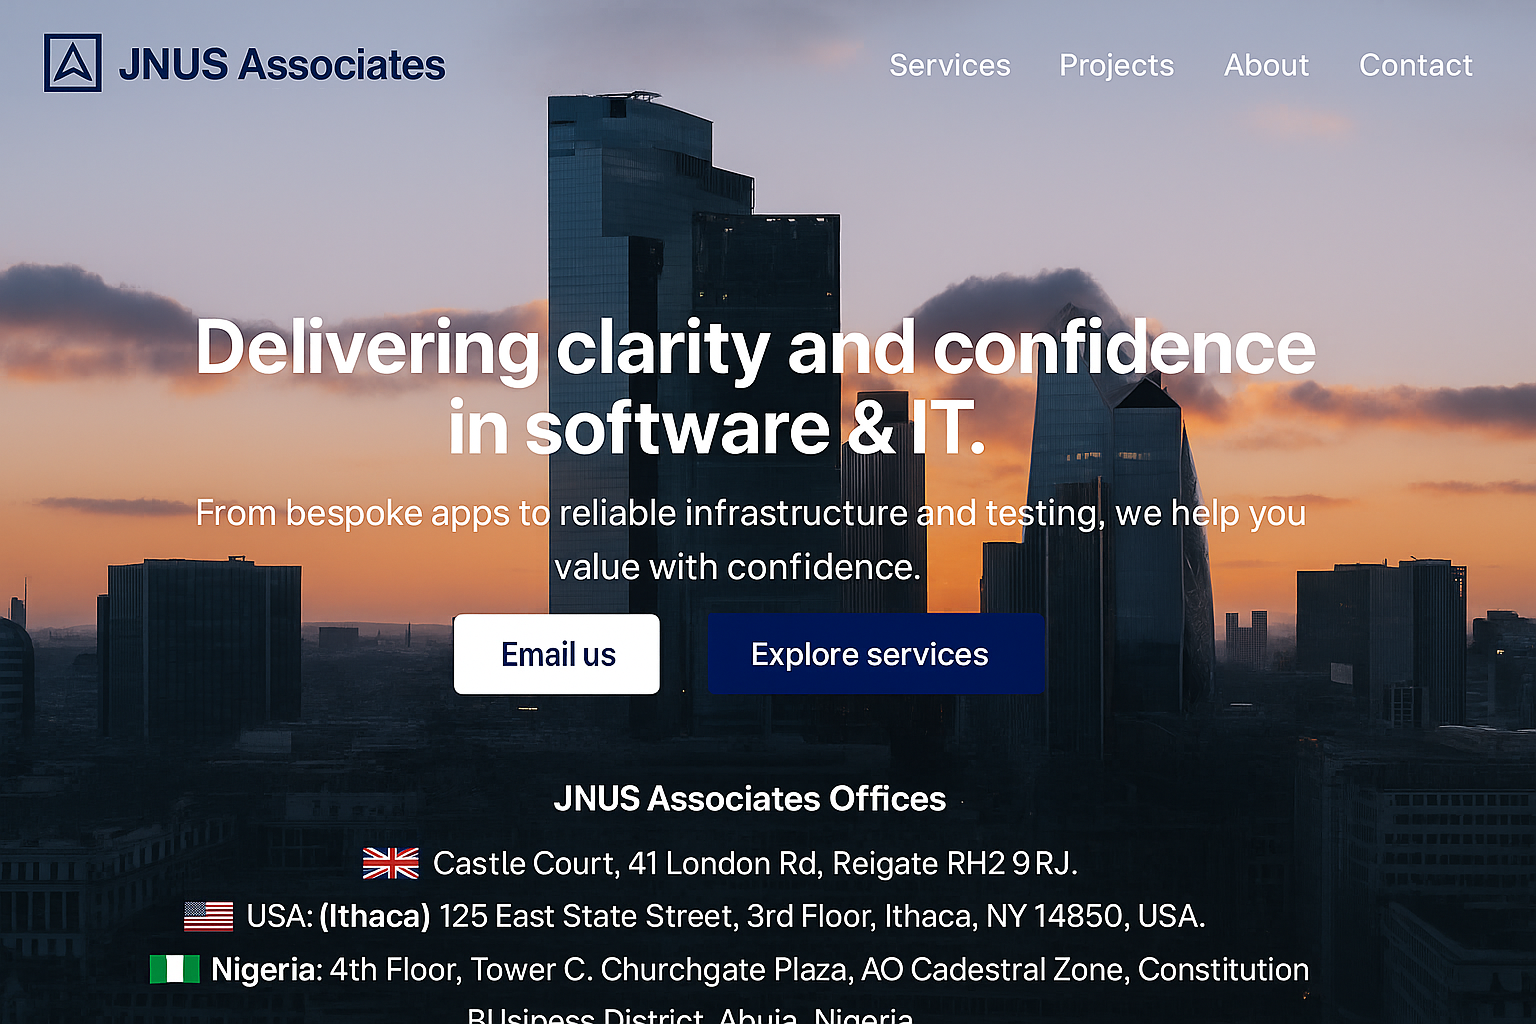 JNUS Associates
Services Projects About Contact
Delivering clarity and confidence
in software & IT.
From bespoke apps to reliable infrastructure and testing, we help you
value with confidence.
Email us Explore services
JNUS Associates Offices
Castle Court, 41 London Rd, Reigate RH2 9RJ.
USA: (Ithaca) 125 East State Street, 3rd Floor, Ithaca, NY 14850, USA.
Nigeria: 4th Floor, Tower C. Churchgate Plaza, AO Cadestral Zone, Constitution
BUsipess District, Abuja, Nigeria